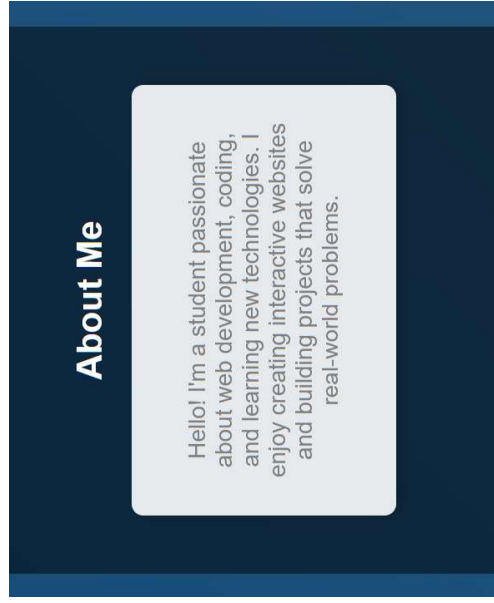 About Me
Hello! I'm a student passionate
about web development, coding,
and learning new technologies. I
enjoy creating interactive websites
and building projects that solve
real-world problems.